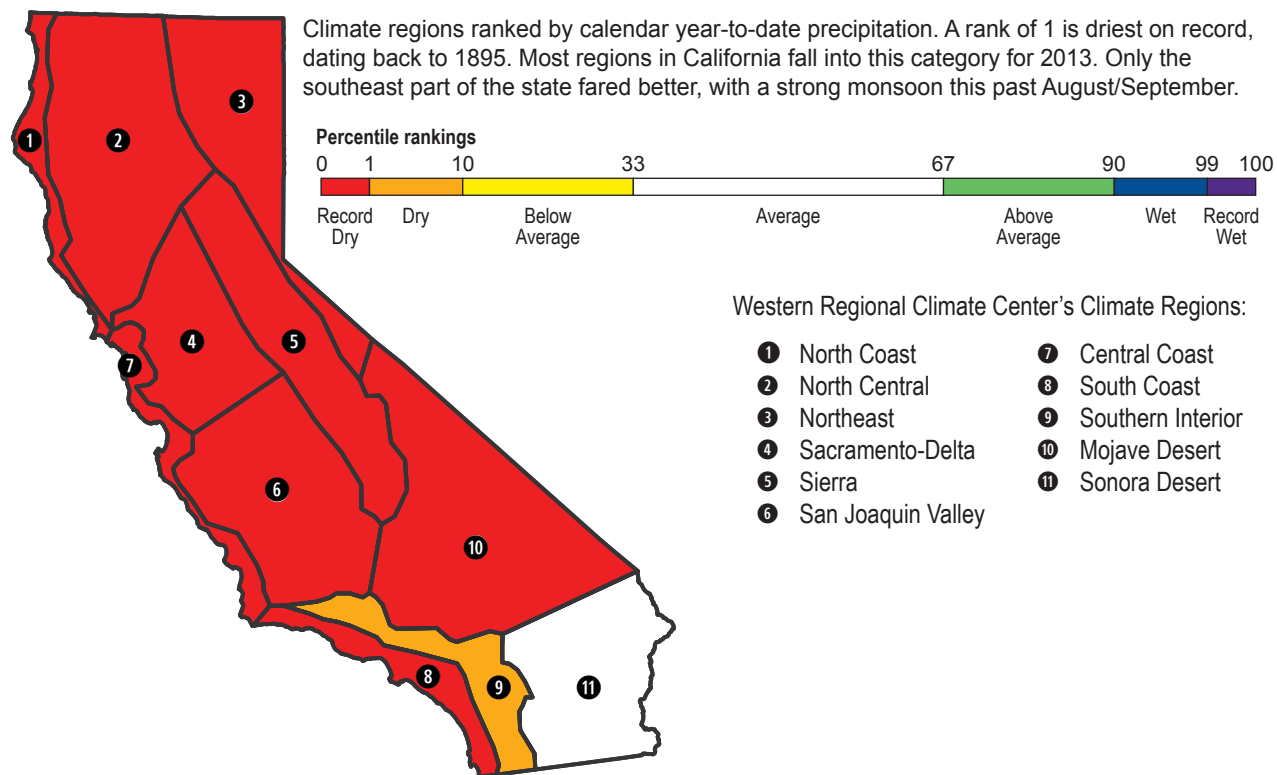 Climate regions ranked by calendar year-to-date precipitation. A rank of 1 is driest on record,
dating back to 1895. Most regions in California fall into this category for 2013. Only the
southeast part of the state fared better, with a strong monsoon this past August/September.
Percentile rankings
0 1 10 33 67 90 99 100
Record Dry Below Average Above Wet Record
Dry Average Average Wet
Western Regional Climate Center's Climate Regions:
1 North Coast
2 North Central
3 Northeast
4 Sacramento-Delta
5 Sierra
6 San Joaquin Valley
7 Central Coast
8 South Coast
9 Southern Interior
10 Mojave Desert
11 Sonora Desert
3
1 2
4 5
7
6
10
8 9 11